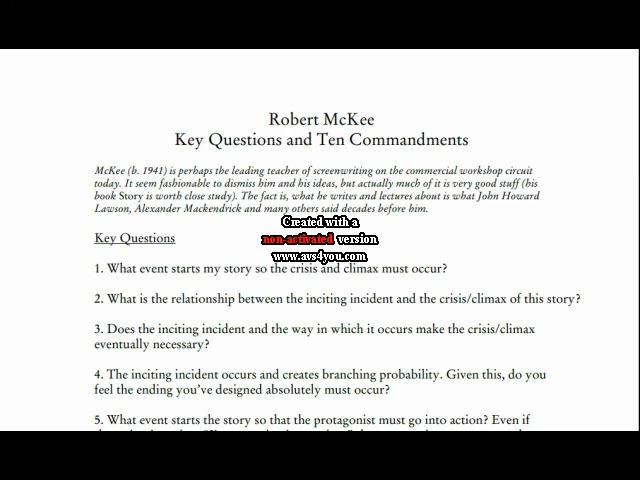 Robert McKee
Key Questions and Ten Commandments
McKee (b. 1941) is perhaps the leading teacher of screenwriting on the commercial workshop circuit
today. It seem fashionable to dismiss him and his ideas, but actually much of it is very good stuff (his
book Story is worth close study). The fact is, what he writes and lectures about is what John Howard
Lawson, Alexander Mackendrick and many others said decades before him.
Created with a
non-activated version
www.avs4you.com
Key Questions
1. What event starts my story so the crisis and climax must occur?
2. What is the relationship between the inciting incident and the crisis/climax of this story?
3. Does the inciting incident and the way in which it occurs make the crisis/climax
eventually necessary?
4. The inciting incident occurs and creates branching probability. Given this, do you
feel the ending you've designed absolutely must occur?
5. What event starts the story so that the protagonist must go into action? Even if